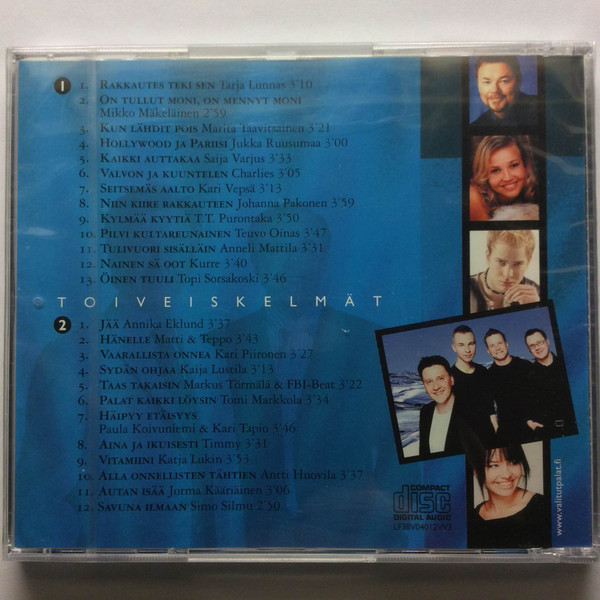 1 1. RAKKAUTES TEKI SEN Tarja Lunnas 3'10
2. ON TULLUT MONI, ON MENNYT MONI
Mikko Mäkeläinen 2'59
3. KUN LÄHDIT POIS Marita Taavitsainen 3'21
4. HOLLYWOOD JA PARIISI Jukka Ruusumaa 3'00
5. KAIKKI AUTTAKAA Saija Varjus 3'33
6. VALVON JA KUUNTELEN Charlies 3'05
7. SEITSEMÄS AALTO Kari Vepsä 3'13
8. NIIN KIIRE RAKKAUTEEN Johanna Pakonen 3'59
9. KYLMÄÄ KYYTIÄ T.T. Purontaka 3'50
10. PILVI KULTAREUNAINEN Teuvo Oinas 3'47
11. TULIVUORI SISÄLLÄIN Anneli Mattila 3'31
12. NAINEN SÄ OOT Kurre 3'40
13. ÖINEN TUULI Topi Sorsakoski 3'46
TOIVEISKELMÄT
2 1. JÄÄ Annika Eklund 3'37
2. HÄNELLE Matti & Teppo 3'43
3. VAARALLISTA ONNEA Kari Piironen 3'27
4. SYDÄN OHJAA Kaija Lustila 3'13
5. TAAS TAKAISIN Markus Törmälä & FBI-Beat 3'22
6. PALAT KAIKKI LÖYSIN Tomi Markkola 3'34
7. HÄIPYY ETÄISYYS
Paula Koivuniemi & Kari Tapio 3'46
8. AINA JA IKUISESTI Timmy 3'31
9. VITAMIINI Katja Lukin 3'53
10. ALLA ONNELLISTEN TÄHTIEN Antti Huovila 3'37
11. AUTAN ISÄÄ Jorma Kääriäinen 3'06
12. SAVUNA ILMAAN Simo Silmu 2'50
COMPACT
disc
DIGITAL AUDIO
www.valitutpalat.fi